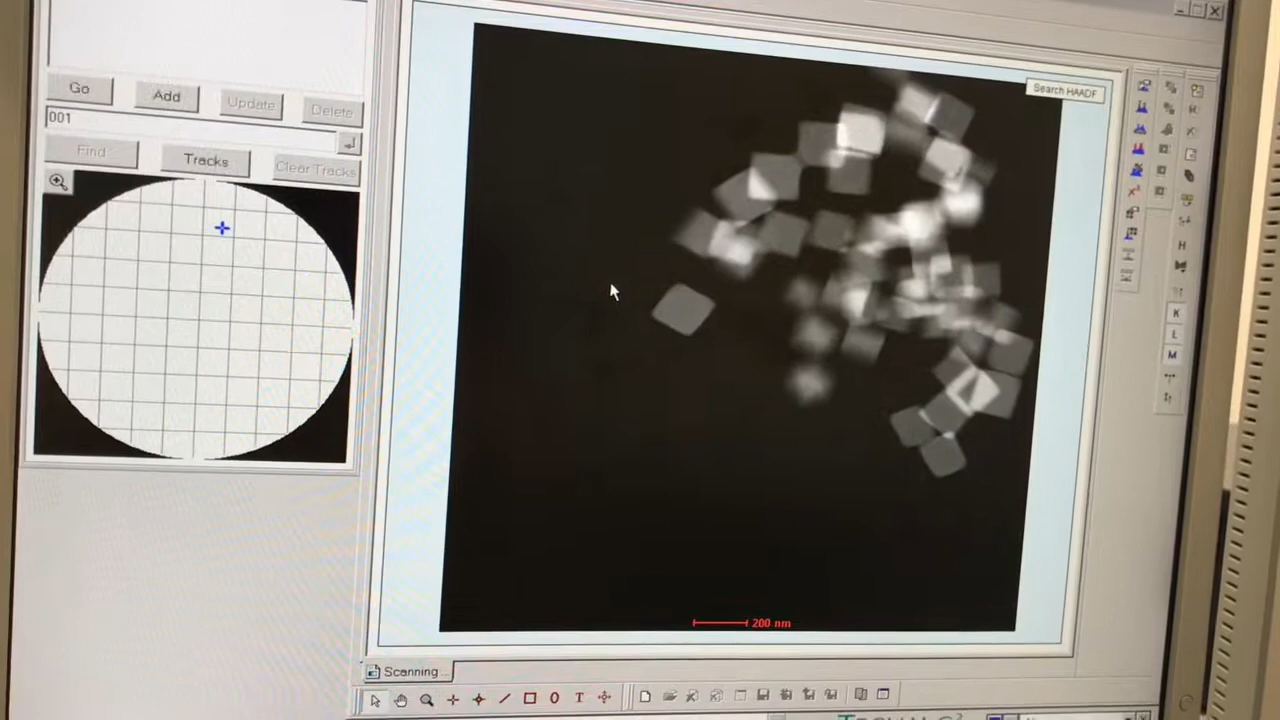 Go Add Update Delete
001
Find Tracks Clear Tracks
Search HAADF
H
K
L
M
200 nm
Scanning
T